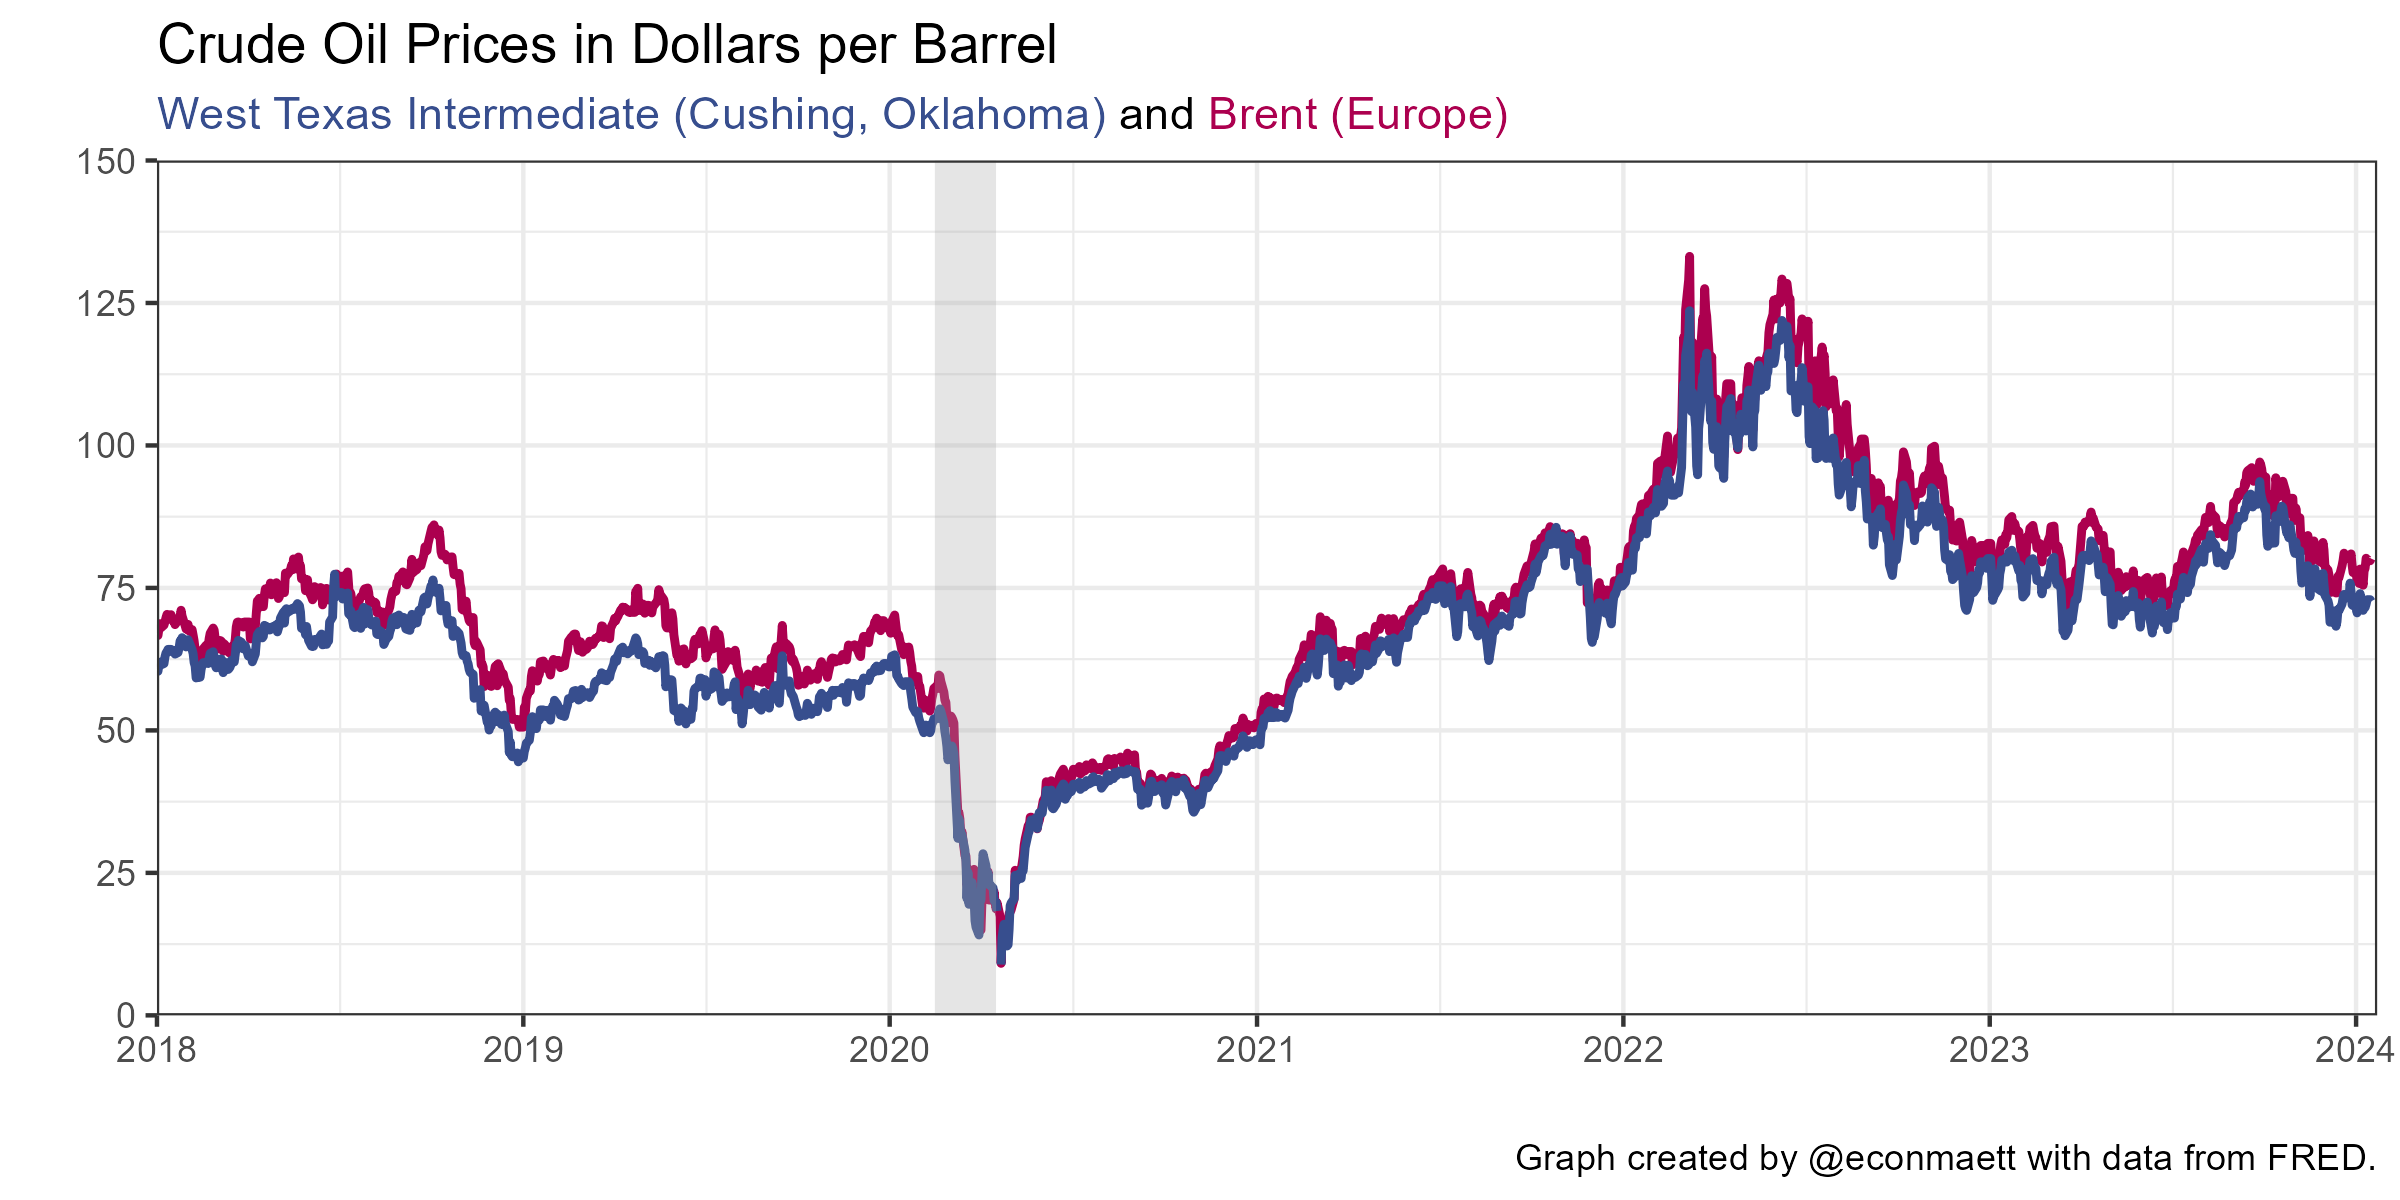 Crude Oil Prices in Dollars per Barrel
West Texas Intermediate (Cushing, Oklahoma) and Brent (Europe)
150
125
100
75
50
25
0
2018 2019 2020 2021 2022 2023 2024
Graph created by @econmaett with data from FRED.